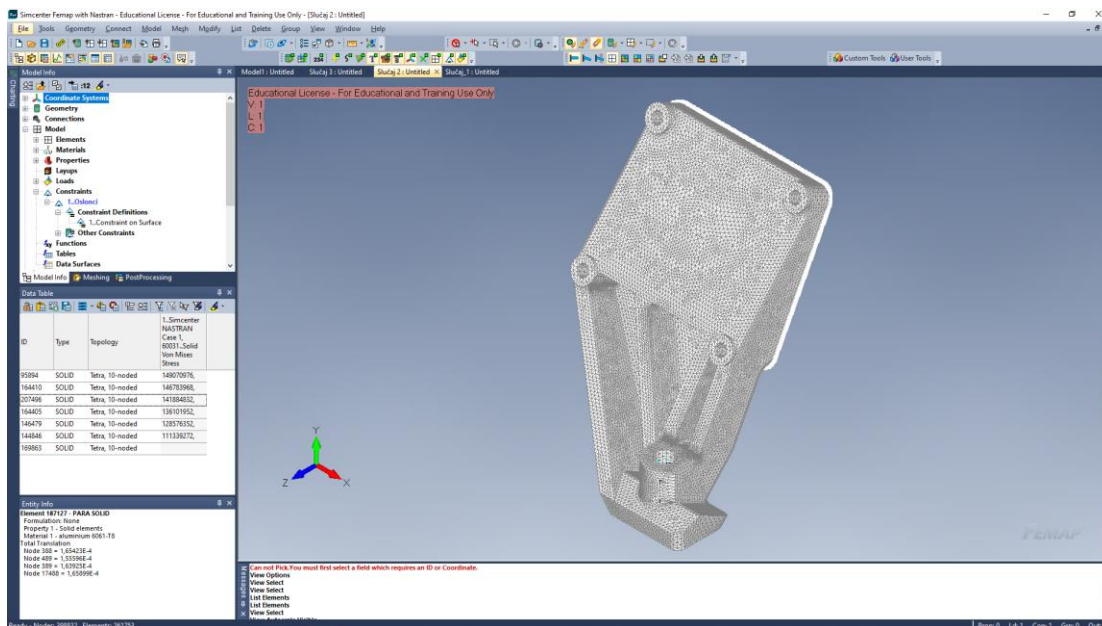 Simcenter Femap with Nastran - Educational License - For Educational and Training Use Only - [Slučaj 2 : Untitled]
File Tools Geometry Connect Model Mesh Modify List Delete Group View Window Help
Custom Tools User Tools
Model Info
Charting
Coordinate Systems
Geometry
Connections
Model
Elements
Materials
Properties
Layups
Loads
Constraints
1..Oslonci
Constraint Definitions
1..Constraint on Surface
Other Constraints
Functions
Tables
Data Surfaces
Model Info Meshing PostProcessing
Data Table
ID Type Topology 1..Simcenter NASTRAN Case 1, 60031..Solid Von Mises Stress
95894 SOLID Tetra, 10-noded 149070976,
164410 SOLID Tetra, 10-noded 146783968,
207496 SOLID Tetra, 10-noded 141884832,
164405 SOLID Tetra, 10-noded 136101952,
146479 SOLID Tetra, 10-noded 128576352,
144846 SOLID Tetra, 10-noded 111339272,
169863 SOLID Tetra, 10-noded
Entity Info
Element 187127 - PARA SOLID
Formulation: None
Property 1 - Solid elements
Material 1 - aluminium 6061-T8
Total Translation
Node 388 = 1,65423E-4
Node 489 = 1,55596E-4
Node 389 = 1,63925E-4
Node 17488 = 1,65899E-4
Model1 : Untitled Slučaj 3 : Untitled Slučaj 2 : Untitled Slučaj_1 : Untitled
Educational License - For Educational and Training Use Only
V: 1
L: 1
C: 1
Y
Z X
FEMAP
Messages
Can not Pick.You must first select a field which requires an ID or Coordinate.
View Options
View Select
View Select
List Elements
List Elements
View Select